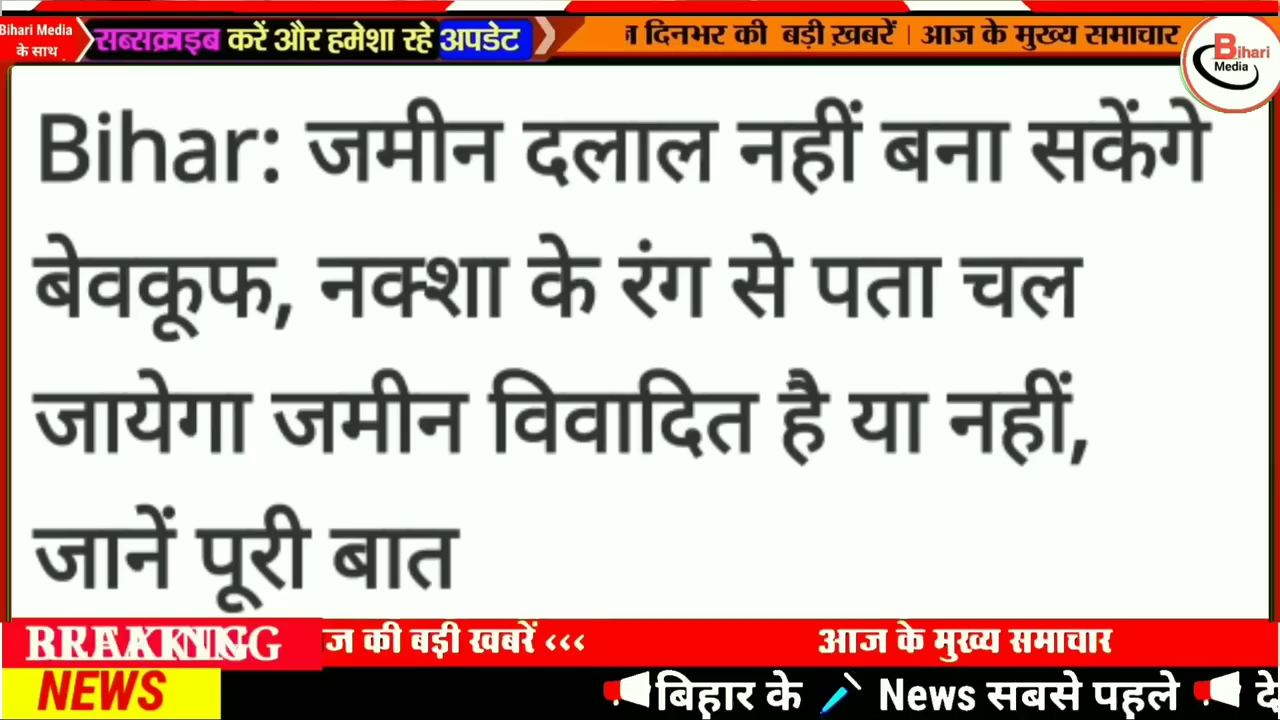 Bihari Media
के साथ
सब्सक्राइब करें और हमेशा रहे अपडेट
दिनभर की बड़ी ख़बरें | आज के मुख्य समाचार
Bihari
Media
Bihar: जमीन दलाल नहीं बना सकेंगे
बेवकूफ, नक्शा के रंग से पता चल
जायेगा जमीन विवादित है या नहीं,
जानें पूरी बात
की बड़ी खबरें <<<
आज के मुख्य समाचार
NEWS
बिहार के News सबसे पहले